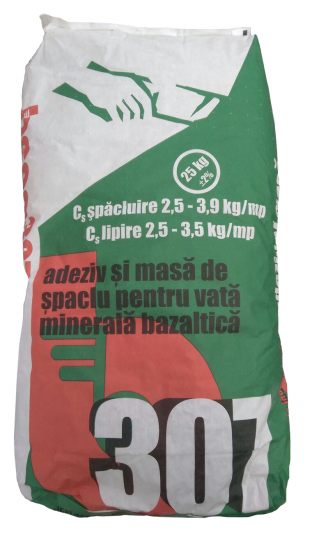 25 kg
±2%
Cs şpăcluire 2,5 - 3,9 kg/mp
Cs lipire 2,5 - 3,5 kg/mp
adeziv și masă de
șpaclu pentru vată
minerală bazaltică
307